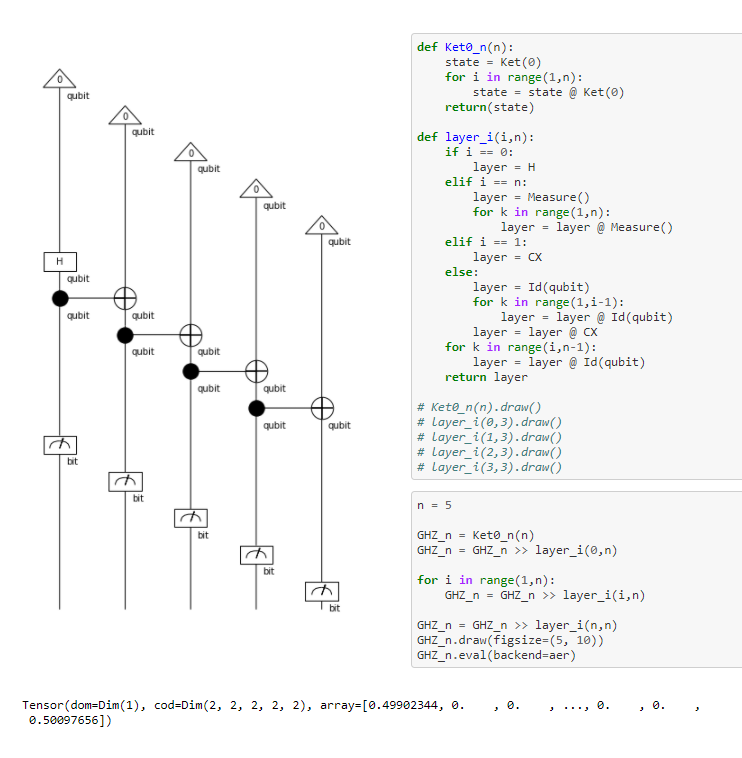 0
qubit
0
qubit
0
qubit
0
qubit
0
qubit
H
qubit
qubit
qubit
qubit
qubit
qubit
qubit
qubit
qubit
bit
bit
bit
bit
bit
def Ket0_n(n):
    state = Ket(0)
    for i in range(1,n):
        state = state @ Ket(0)
    return(state)

def layer_i(i,n):
    if i == 0:
        layer = H
    elif i == n:
        layer = Measure()
        for k in range(1,n):
            layer = layer @ Measure()
    elif i == 1:
        layer = CX
    else:
        layer = Id(qubit)
        for k in range(1,i-1):
            layer = layer @ Id(qubit)
        layer = layer @ CX
    for k in range(i,n-1):
        layer = layer @ Id(qubit)
    return layer

# Ket0_n(n).draw()
# layer_i(0,3).draw()
# layer_i(1,3).draw()
# layer_i(2,3).draw()
# layer_i(3,3).draw()
n = 5

GHZ_n = Ket0_n(n)
GHZ_n = GHZ_n >> layer_i(0,n)

for i in range(1,n):
    GHZ_n = GHZ_n >> layer_i(i,n)

GHZ_n = GHZ_n >> layer_i(n,n)
GHZ_n.draw(figsize=(5, 10))
GHZ_n.eval(backend=aer)
Tensor(dom=Dim(1), cod=Dim(2, 2, 2, 2, 2), array=[0.49902344, 0.    , 0.    , ..., 0.    , 0.    ,
 0.50097656])